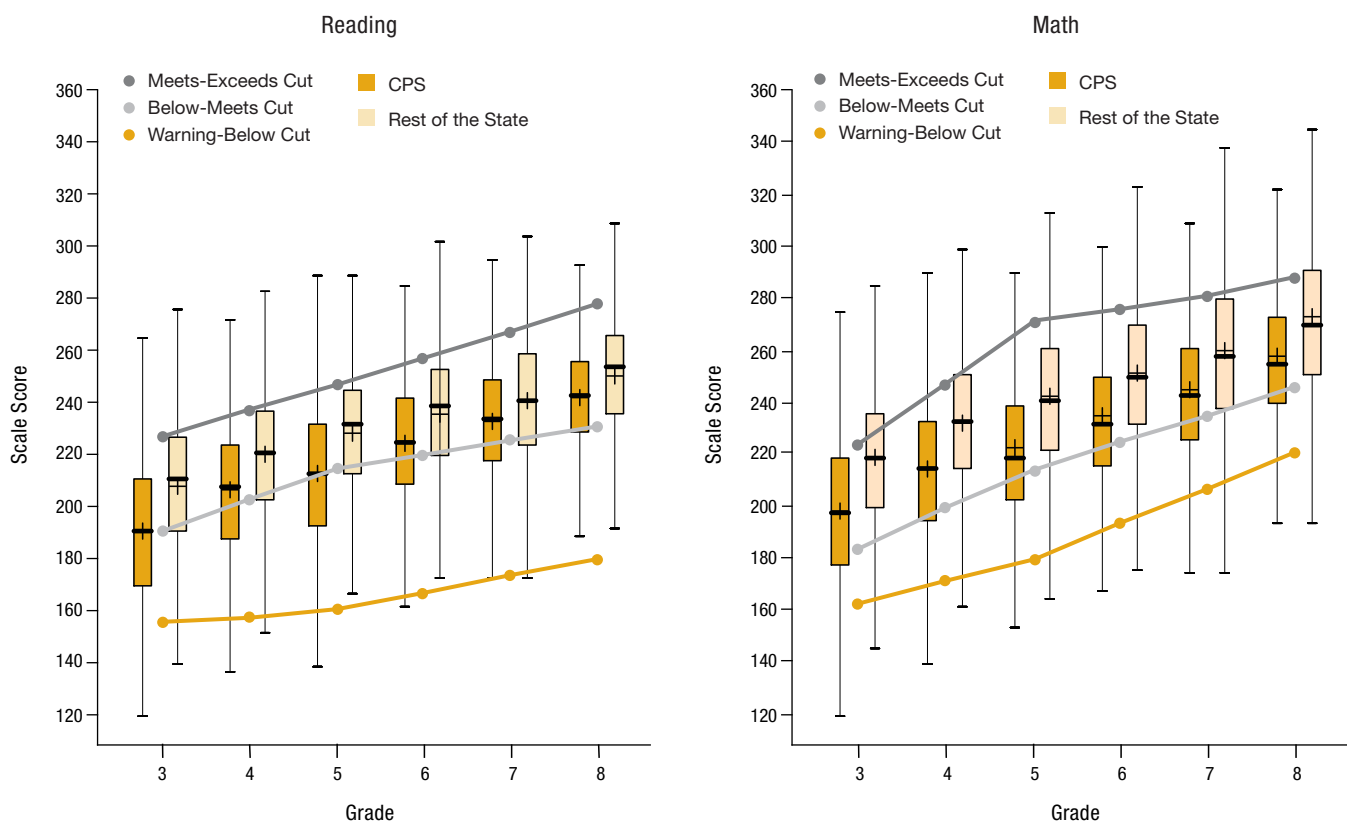 Reading
Meets-Exceeds Cut
Below-Meets Cut
Warning-Below Cut
CPS
Rest of the State
360
340
320
300
280
260
240
220
200
180
160
140
120
Scale Score
3 4 5 6 7 8
Grade
Math
Meets-Exceeds Cut
Below-Meets Cut
Warning-Below Cut
CPS
Rest of the State
360
340
320
300
280
260
240
220
200
180
160
140
120
Scale Score
3 4 5 6 7 8
Grade